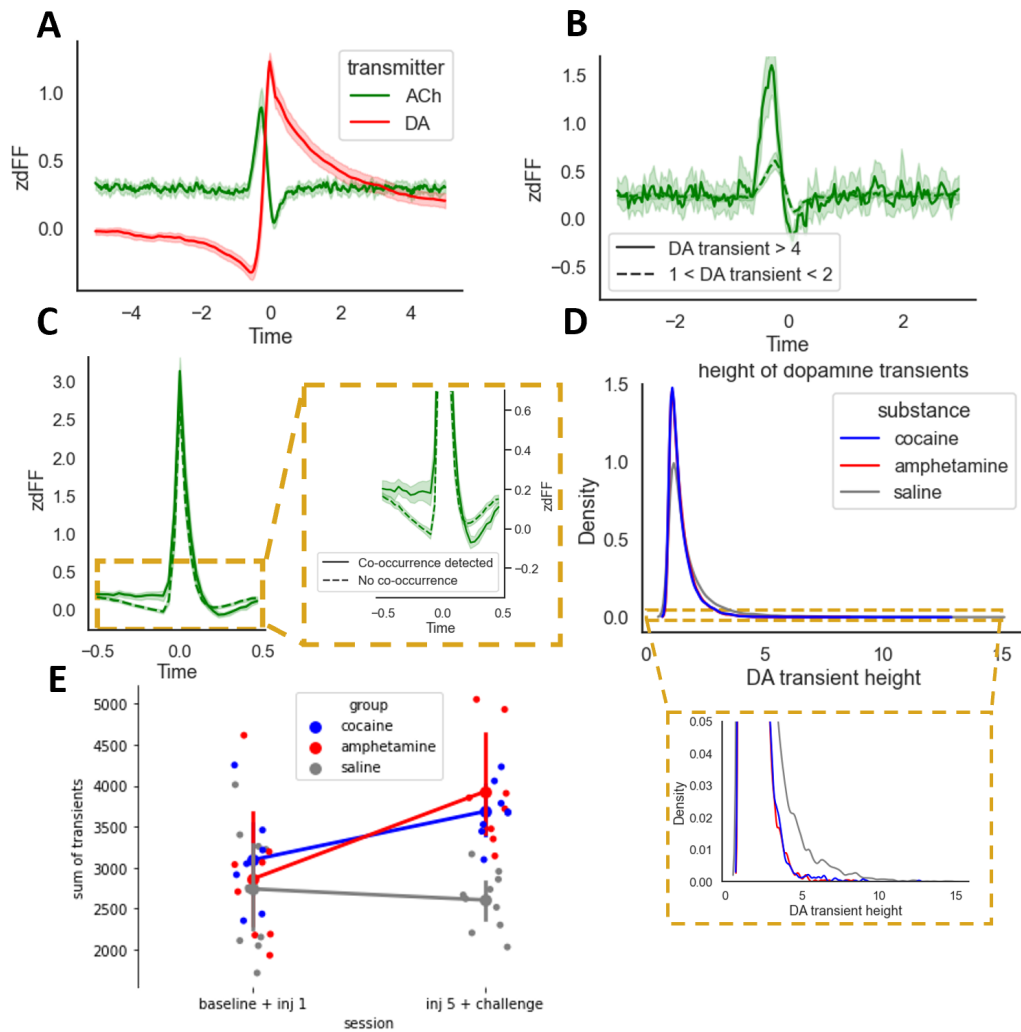 A
transmitter
ACh
DA
zdFF
1.0
0.5
0.0
−4
−2
0
2
4
Time
B
zdFF
1.5
1.0
0.5
0.0
−0.5
DA transient > 4
1 < DA transient < 2
−2
0
2
Time
C
zdFF
3.0
2.5
2.0
1.5
1.0
0.5
0.0
−0.5
0.0
0.5
Time
0.6
0.4
0.2
0.0
−0.2
zdFF
Co-occurrence detected
No co-occurrence
−0.5
0.0
0.5
Time
D
height of dopamine transients
substance
cocaine
amphetamine
saline
Density
1.5
1.0
0.5
0.0
0
5
10
15
DA transient height
0.05
0.04
0.03
0.02
0.01
0.00
Density
0
5
10
15
DA transient height
E
group
cocaine
amphetamine
saline
sum of transients
5000
4500
4000
3500
3000
2500
2000
baseline + inj 1
inj 5 + challenge
session